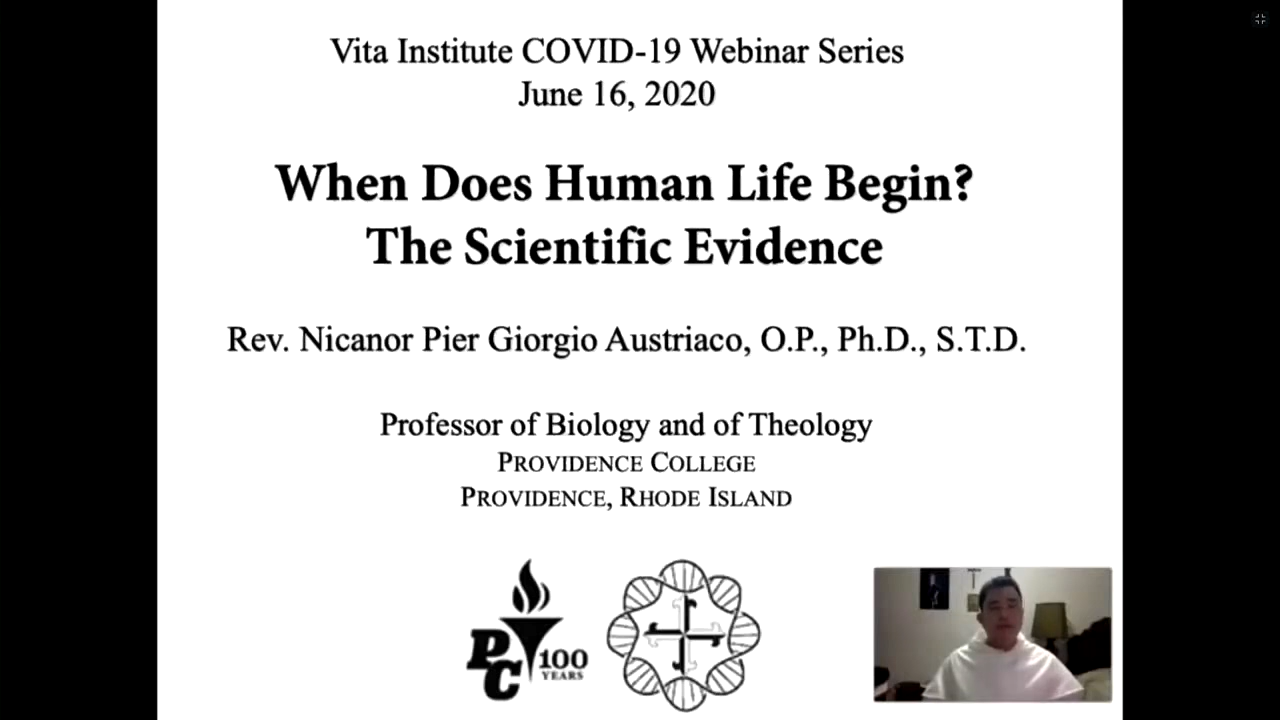 Vita Institute COVID-19 Webinar Series
June 16, 2020
When Does Human Life Begin?
The Scientific Evidence
Rev. Nicanor Pier Giorgio Austriaco, O.P., Ph.D., S.T.D.
Professor of Biology and of Theology
PROVIDENCE COLLEGE
PROVIDENCE, RHODE ISLAND
PC 100
YEARS